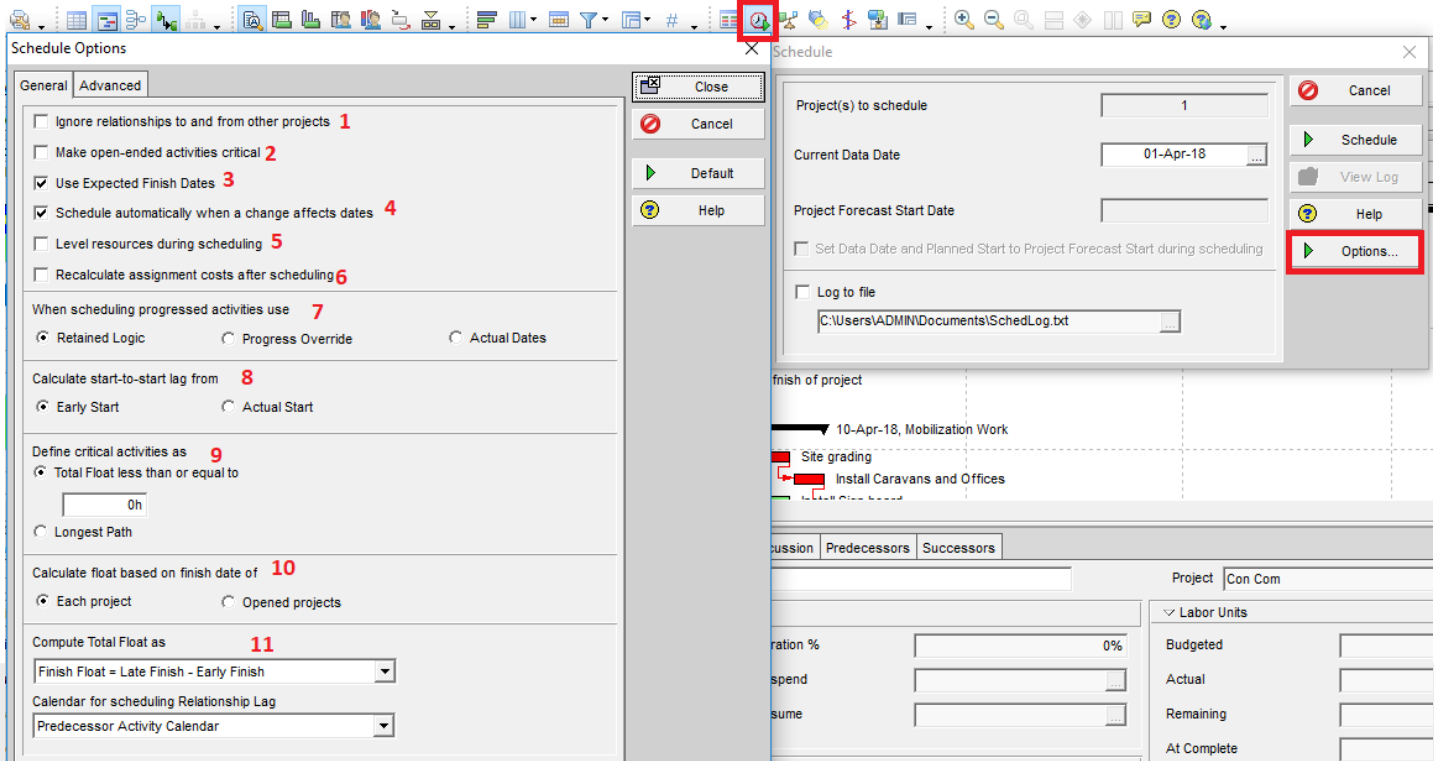 Schedule Options
General Advanced
Ignore relationships to and from other projects 1
Make open-ended activities critical 2
Use Expected Finish Dates 3
Schedule automatically when a change affects dates 4
Level resources during scheduling 5
Recalculate assignment costs after scheduling 6
When scheduling progressed activities use 7
Retained Logic Progress Override Actual Dates
Calculate start-to-start lag from 8
Early Start Actual Start
Define critical activities as 9
Total Float less than or equal to
0h
Longest Path
Calculate float based on finish date of 10
Each project Opened projects
Compute Total Float as 11
Finish Float = Late Finish - Early Finish
Calendar for scheduling Relationship Lag
Predecessor Activity Calendar
Close
Cancel
Default
Help
Schedule
Project(s) to schedule 1
Current Data Date 01-Apr-18 ...
Project Forecast Start Date
Set Data Date and Planned Start to Project Forecast Start during scheduling
Log to file
C:\Users\ADMIN\Documents\SchedLog.txt ...
Cancel
Schedule
View Log
Help
Options...
fnish of project
10-Apr-18, Mobilization Work
Site grading
Install Caravans and Offices
cussion Predecessors Successors
Project Con Com
Labor Units
ration % 0%
Budgeted
spend ...
Actual
sume ...
Remaining
At Complete